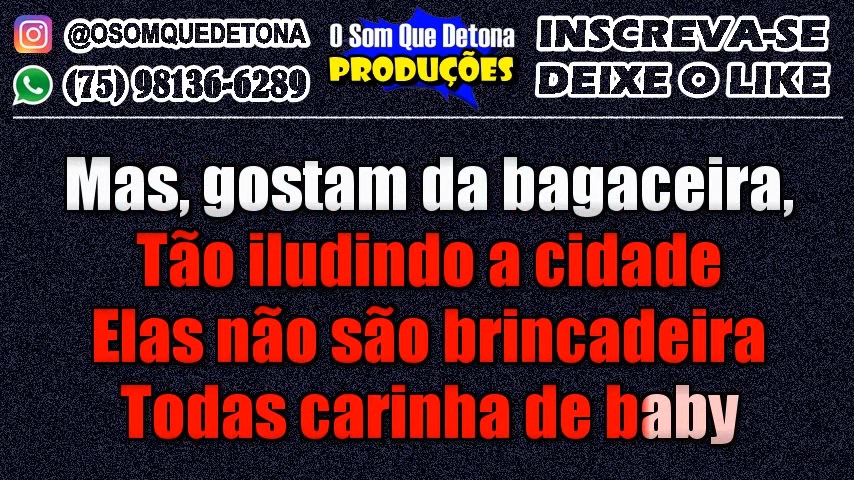 @OSOMQUEDETONA
(75) 98136-6289
O Som Que Detona
PRODUÇÕES
INSCREVA-SE
DEIXE O LIKE
Mas, gostam da bagaceira,
Tão iludindo a cidade
Elas não são brincadeira
Todas carinha de baby